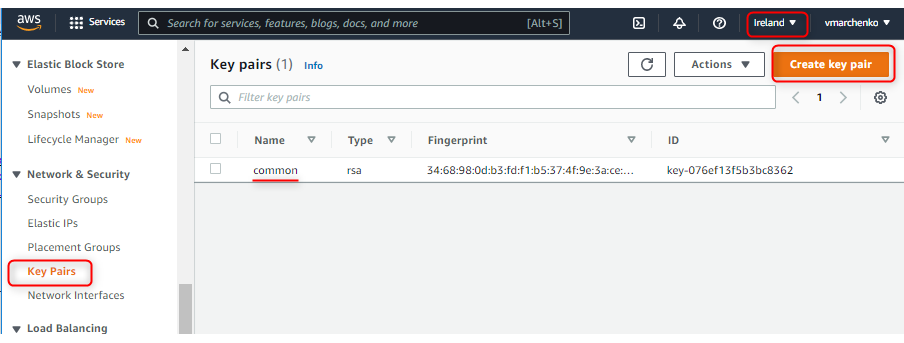 aws Services Search for services, features, blogs, docs, and more [Alt+S] Ireland ▼ vmarchenko ▼
Elastic Block Store
Volumes New
Snapshots New
Lifecycle Manager New
Network & Security
Security Groups
Elastic IPs
Placement Groups
Key Pairs
Network Interfaces
Load Balancing
Key pairs (1) Info Actions ▼ Create key pair
Filter key pairs 1
Name Type Fingerprint ID
common rsa 34:68:98:0d:b3:fd:f1:b5:37:4f:9e:3a:ce:... key-076ef13f5b3bc8362